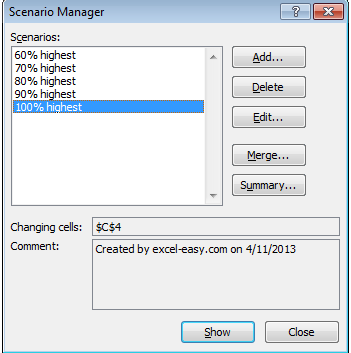 Scenario Manager
Scenarios:
60% highest
70% highest
80% highest
90% highest
100% highest
Add...
Delete
Edit...
Merge...
Summary...
Changing cells: $C$4
Comment: Created by excel-easy.com on 4/11/2013
Show Close